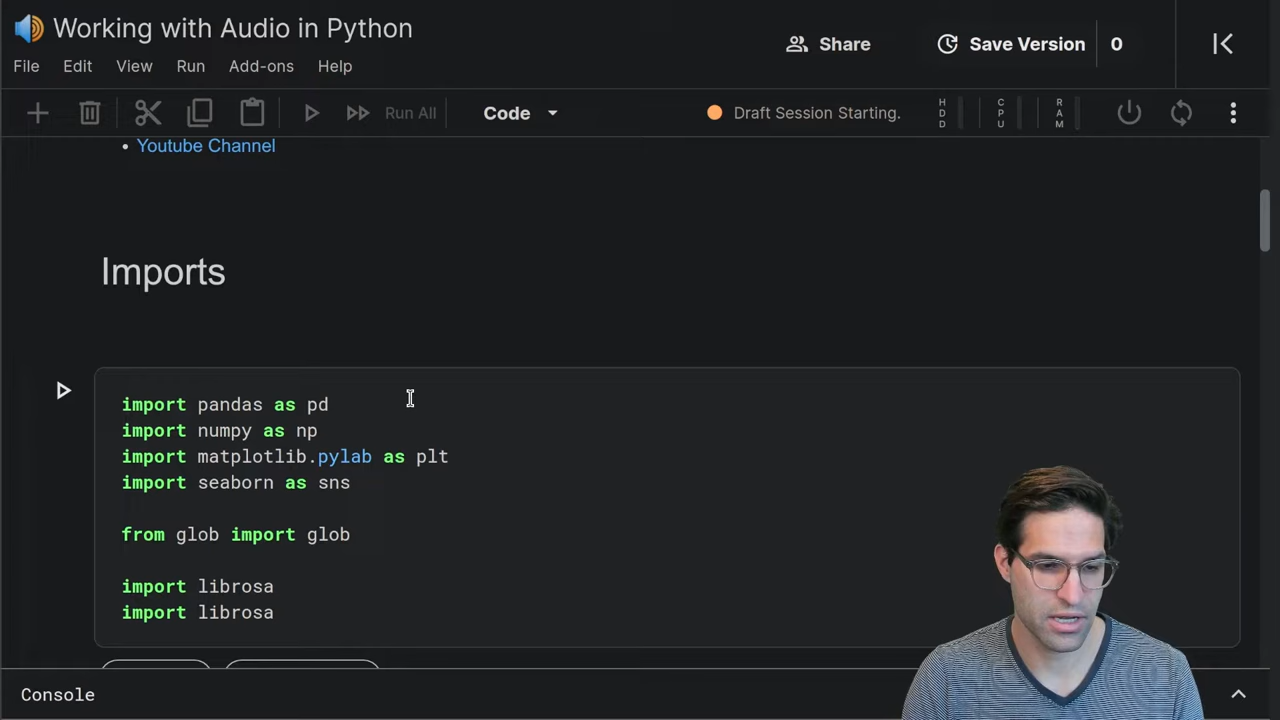 Working with Audio in Python
Share
Save Version
0
File Edit View Run Add-ons Help
Run All
Code
Draft Session Starting.
HDD
CPU
RAM
• Youtube Channel
Imports
import pandas as pd
import numpy as np
import matplotlib.pylab as plt
import seaborn as sns
from glob import glob
import librosa
import librosa
Console